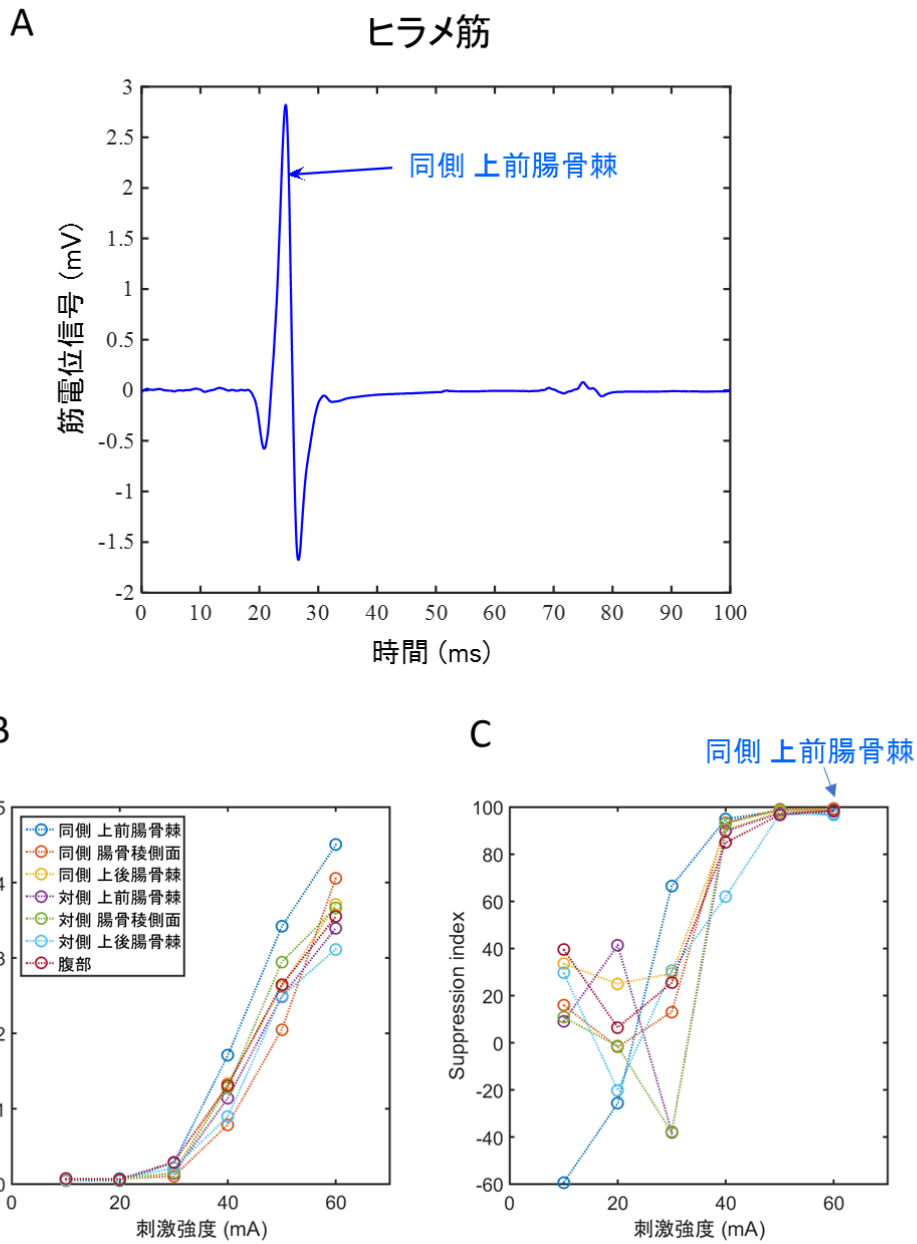 A
ヒラメ筋
3
2.5
2
1.5
1
0.5
0
-0.5
-1
-1.5
-2
筋電位信号 (mV)
同側 上前腸骨棘
0 10 20 30 40 50 60 70 80 90 100
時間 (ms)
B
5
4
3
2
1
0
同側 上前腸骨棘
同側 腸骨稜側面
同側 上後腸骨棘
対側 上前腸骨棘
対側 腸骨稜側面
対側 上後腸骨棘
腹部
0 20 40 60
刺激強度 (mA)
C
同側 上前腸骨棘
100
80
60
40
20
0
-20
-40
-60
Suppression index
0 20 40 60
刺激強度 (mA)